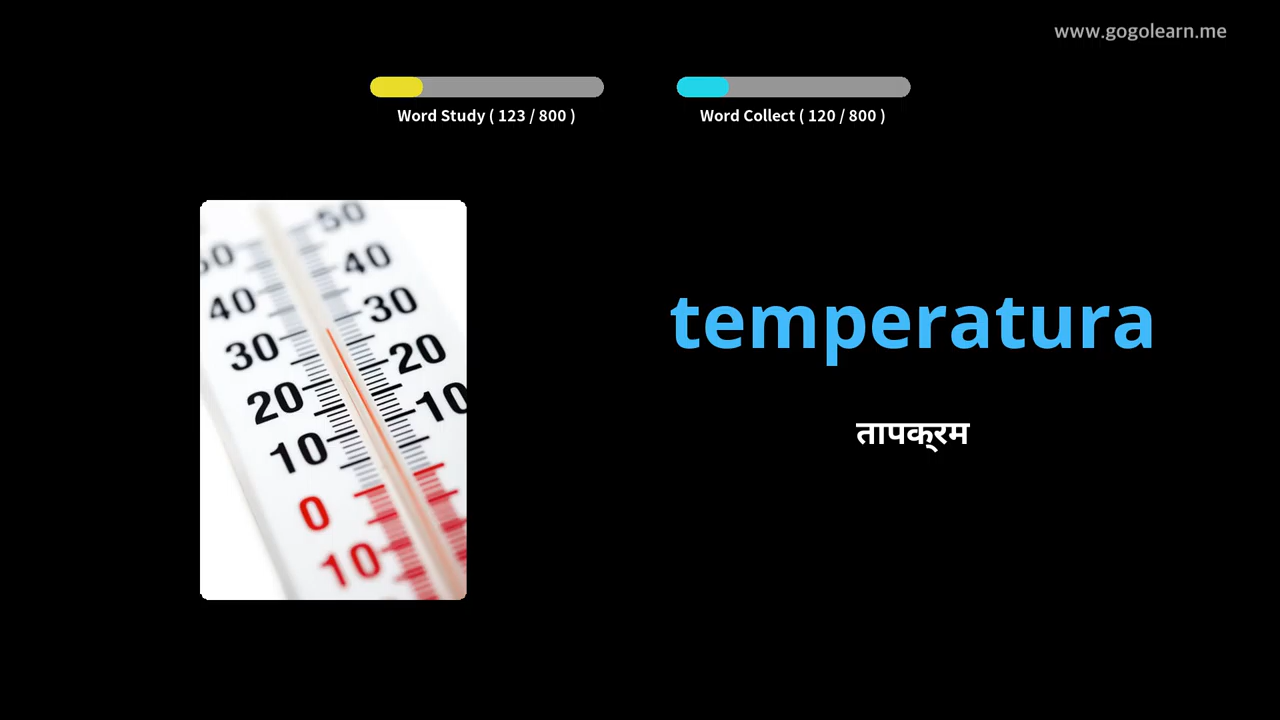 www.gogolearn.me
Word Study ( 123 / 800 )
Word Collect ( 120 / 800 )
50
50
40
40
30
30
20
20
10
10
0
10
temperatura
तापक्रम